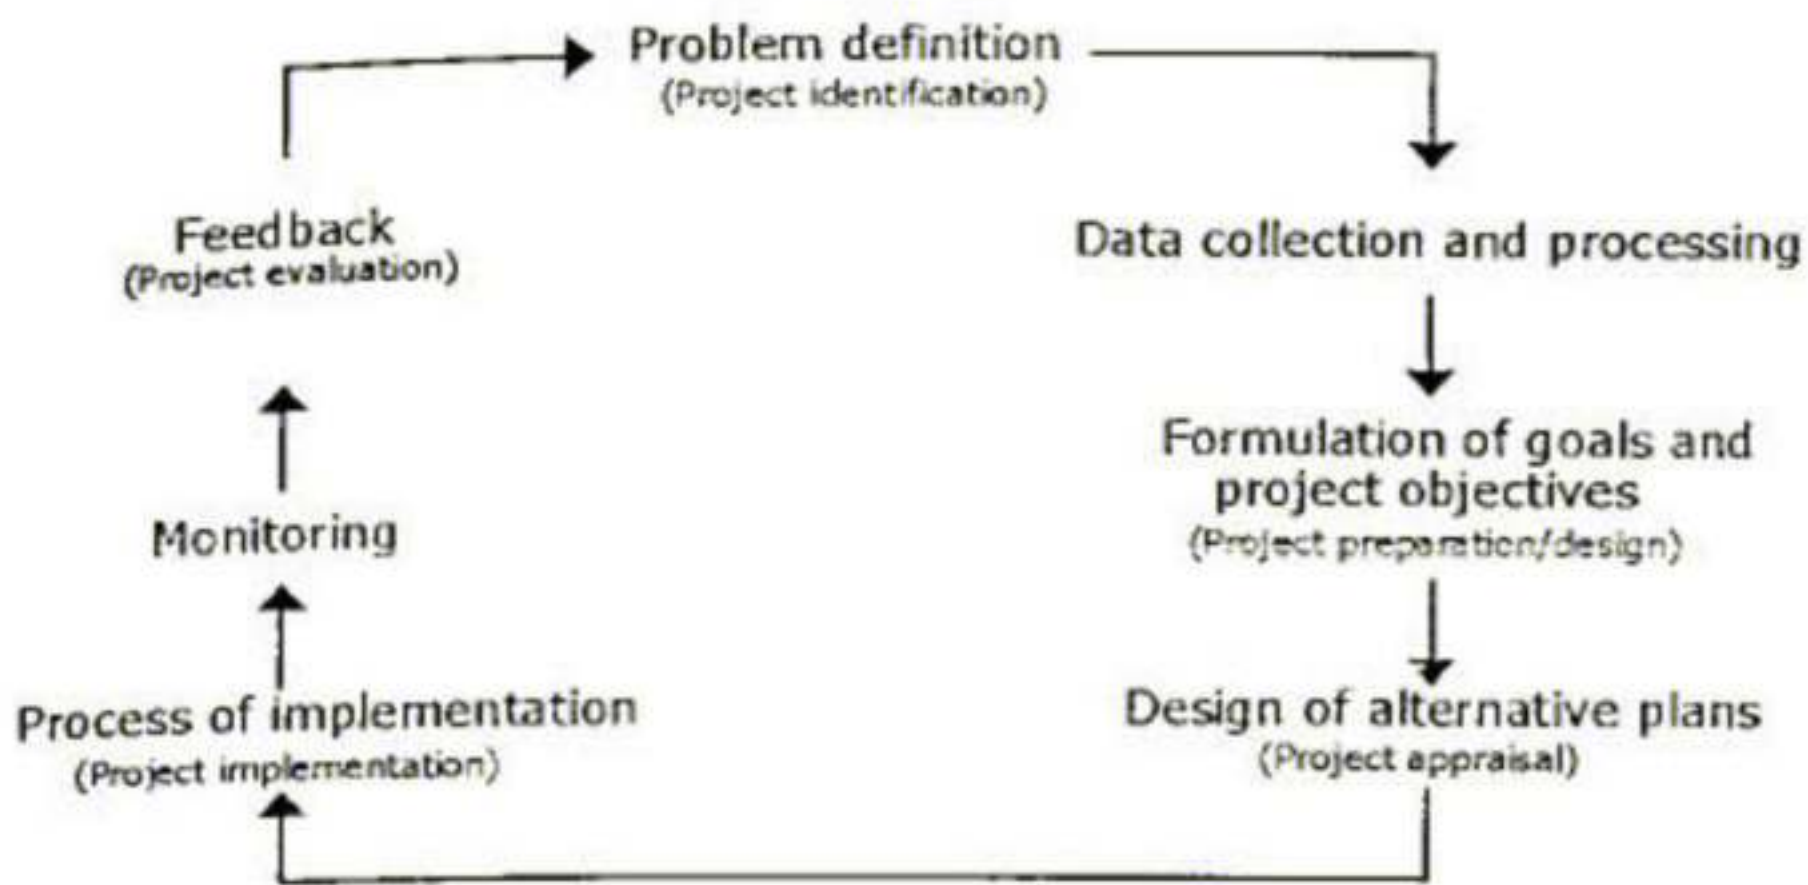 Problem definition
(Project identification)
Data collection and processing
Formulation of goals and
project objectives
(Project preparation/design)
Design of alternative plans
(Project appraisal)
Process of implementation
(Project implementation)
Monitoring
Feedback
(Project evaluation)